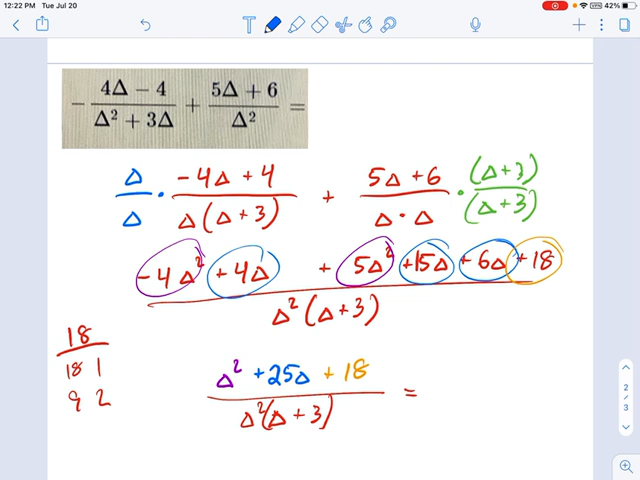 12:22 PM Tue Jul 20 42%
T
- (4Δ - 4)/(Δ² + 3Δ) + (5Δ + 6)/Δ² =
Δ/Δ · (-4Δ + 4)/(Δ(Δ + 3)) + (5Δ + 6)/(Δ · Δ) · (Δ+3)/(Δ+3)
(-4Δ² + 4Δ + 5Δ² + 15Δ + 6Δ + 18)/(Δ²(Δ + 3))
18
18 1
9 2
(Δ² + 25Δ + 18)/(Δ²(Δ + 3)) =
2
/
3